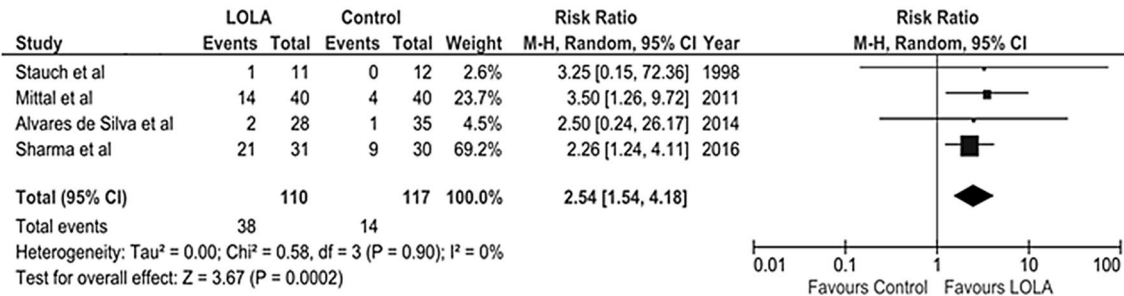 LOLA Control Risk Ratio Risk Ratio
Study Events Total Events Total Weight M-H, Random, 95% CI Year M-H, Random, 95% CI
Stauch et al 1 11 0 12 2.6% 3.25 [0.15, 72.36] 1998
Mittal et al 14 40 4 40 23.7% 3.50 [1.26, 9.72] 2011
Alvares de Silva et al 2 28 1 35 4.5% 2.50 [0.24, 26.17] 2014
Sharma et al 21 31 9 30 69.2% 2.26 [1.24, 4.11] 2016
Total (95% CI) 110 117 100.0% 2.54 [1.54, 4.18]
Total events 38 14
Heterogeneity: Tau² = 0.00; Chi² = 0.58, df = 3 (P = 0.90); I² = 0%
Test for overall effect: Z = 3.67 (P = 0.0002)
0.01 0.1 1 10 100
Favours Control Favours LOLA